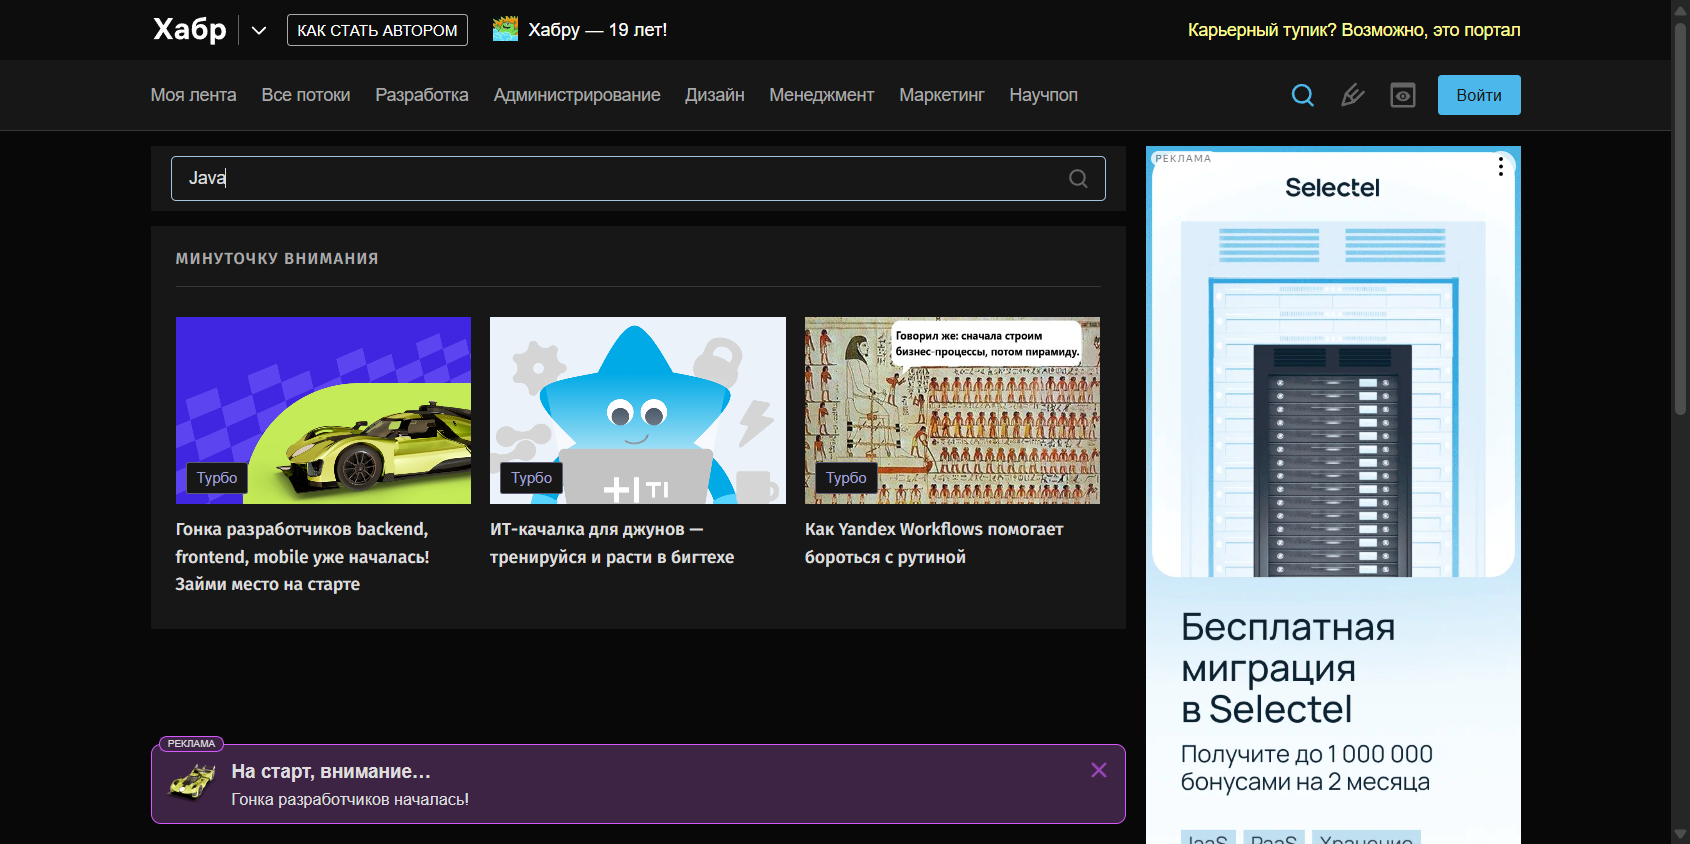 Хабр
КАК СТАТЬ АВТОРОМ
Хабру — 19 лет!
Карьерный тупик? Возможно, это портал
Моя лента
Все потоки
Разработка
Администрирование
Дизайн
Менеджмент
Маркетинг
Научпоп
Войти
Java
МИНУТОЧКУ ВНИМАНИЯ
Турбо
Гонка разработчиков backend,
frontend, mobile уже началась!
Займи место на старте
Турбо
ИТ-качалка для джунов —
тренируйся и расти в бигтехе
Говорил же: сначала строим
бизнес-процессы, потом пирамиду.
Турбо
Как Yandex Workflows помогает
бороться с рутиной
РЕКЛАМА
На старт, внимание…
Гонка разработчиков началась!
РЕКЛАМА
Selectel
Бесплатная
миграция
в Selectel
Получите до 1 000 000
бонусами на 2 месяца
IaaS
PaaS
Хранение